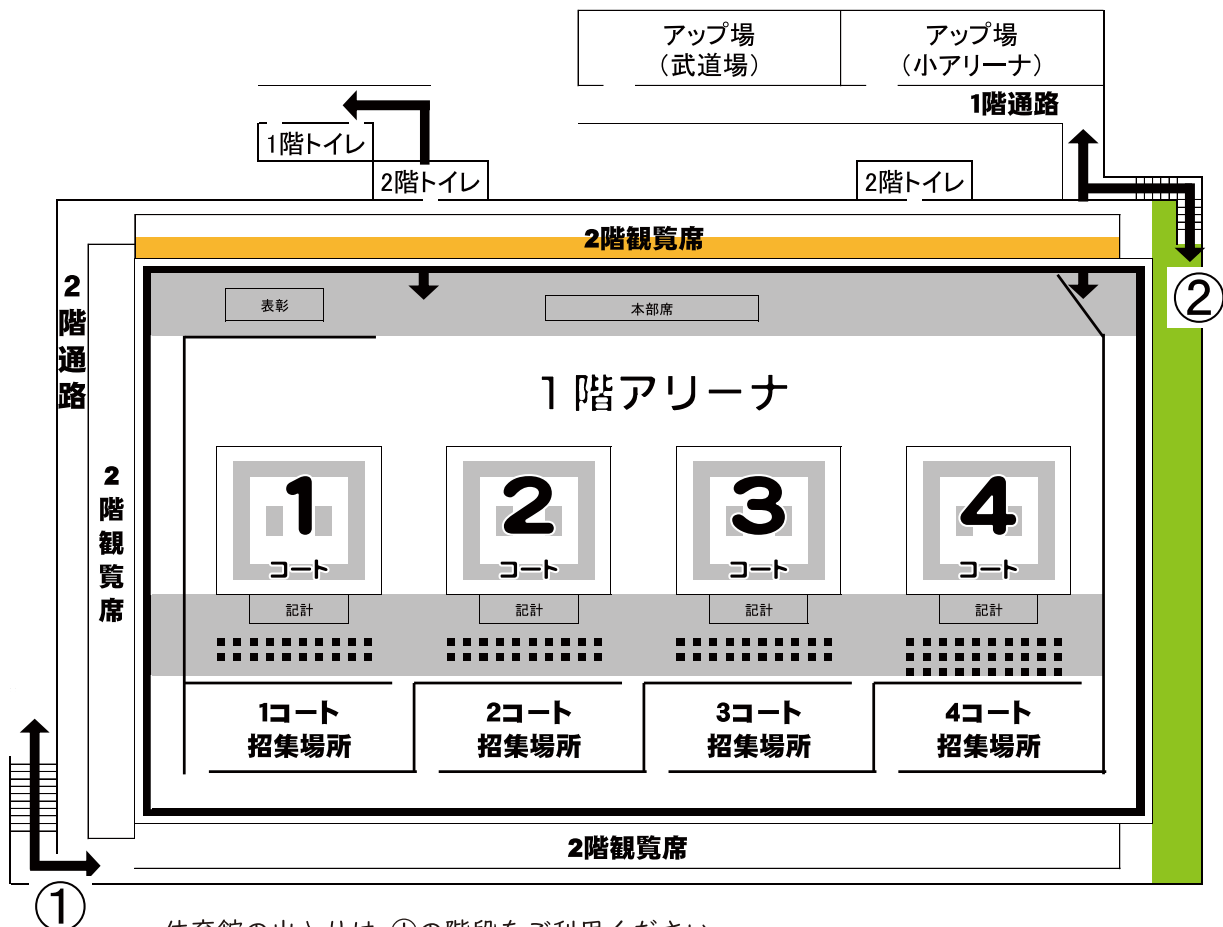 アップ場
(武道場)
アップ場
(小アリーナ)
1階通路
1階トイレ
2階トイレ
2階トイレ
2階観覧席
②
2階通路
2階観覧席
表彰
本部席
1階アリーナ
1
コート
2
コート
3
コート
4
コート
記計
記計
記計
記計
1コート
招集場所
2コート
招集場所
3コート
招集場所
4コート
招集場所
2階観覧席
①